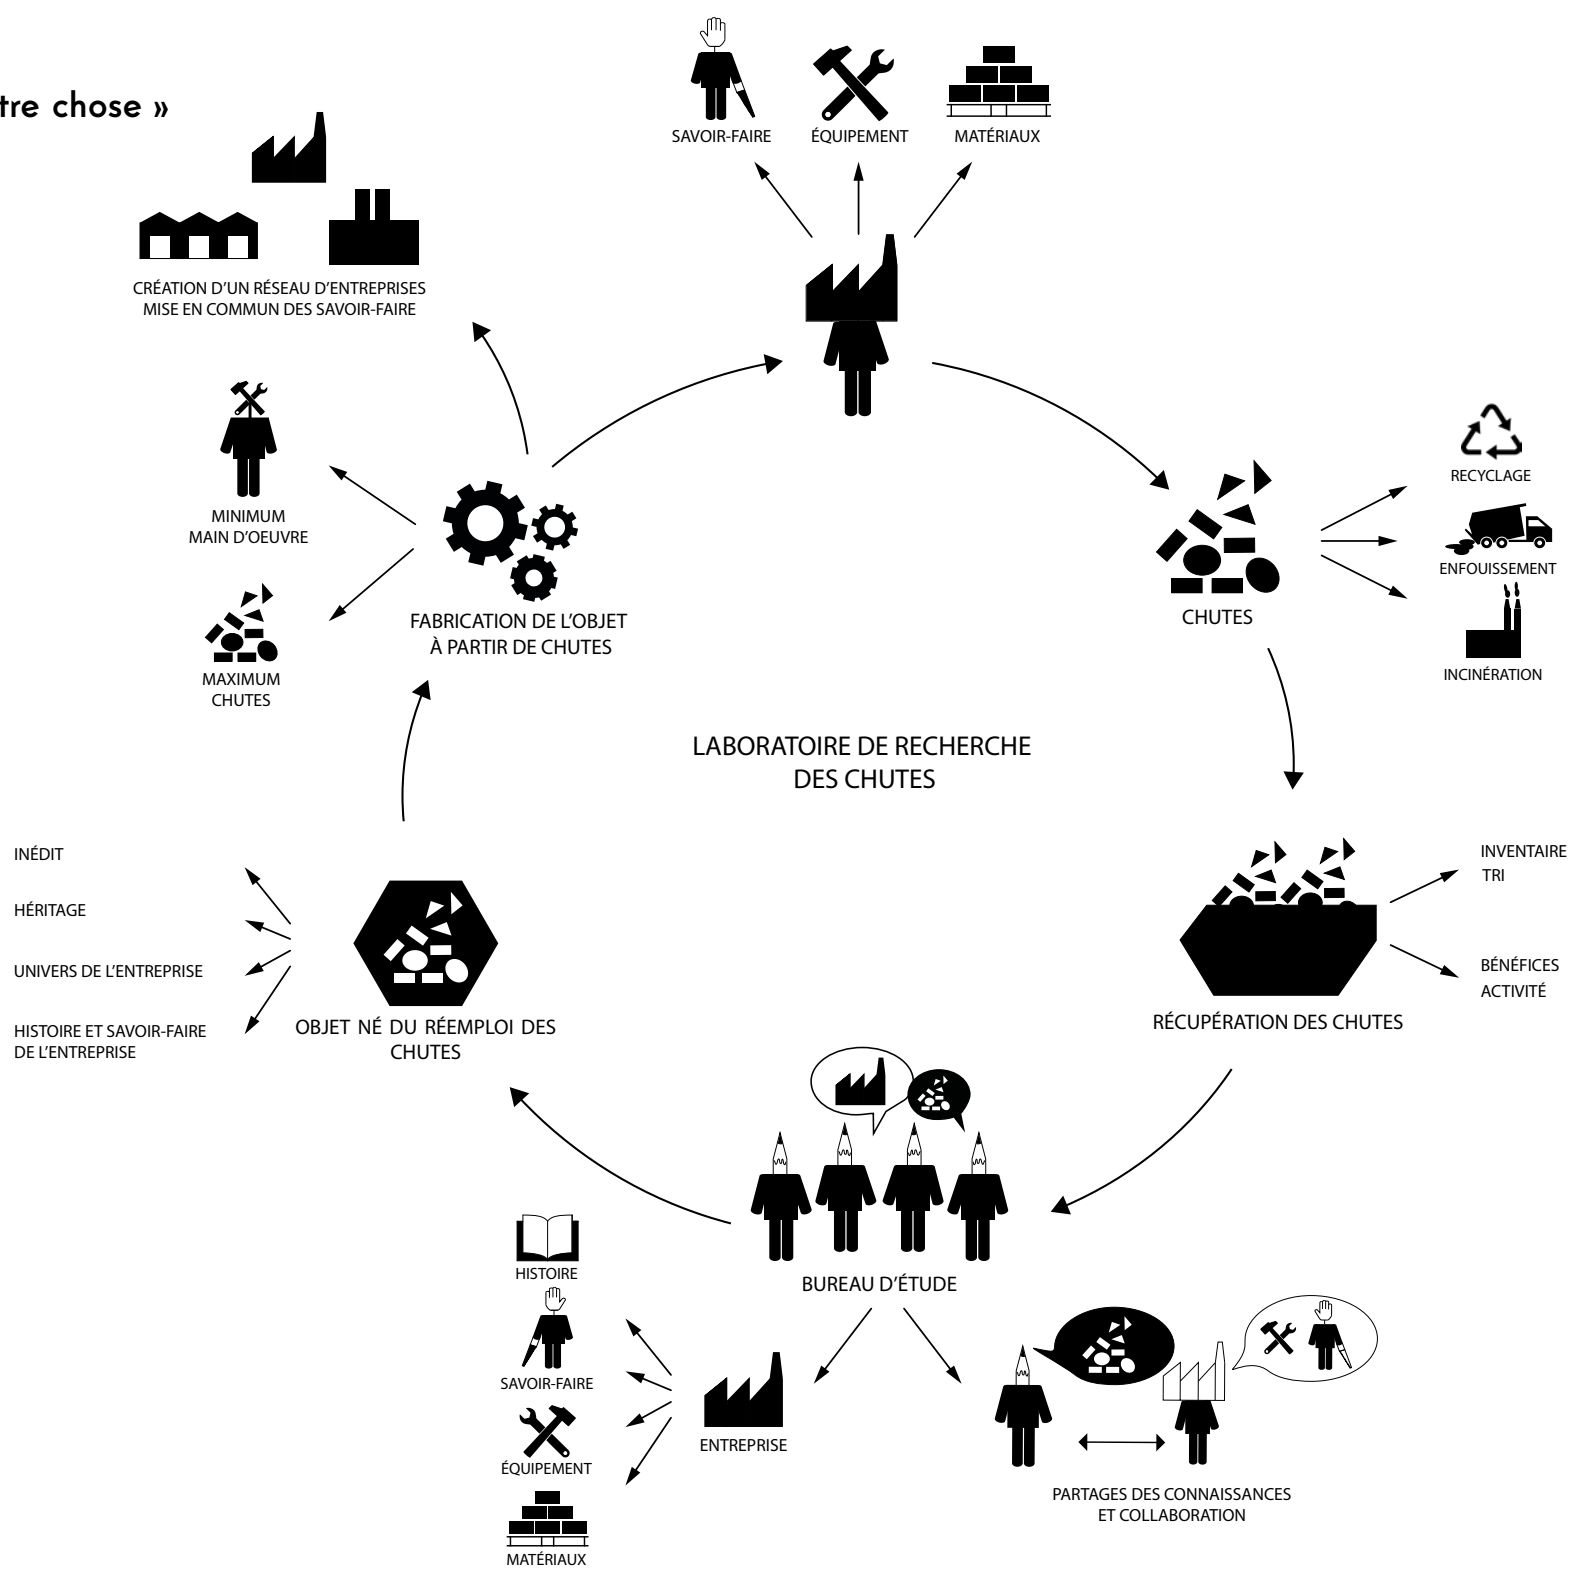 tre chose »
SAVOIR-FAIRE
ÉQUIPEMENT
MATÉRIAUX
CRÉATION D'UN RÉSEAU D'ENTREPRISES
MISE EN COMMUN DES SAVOIR-FAIRE
MINIMUM
MAIN D'OEUVRE
MAXIMUM
CHUTES
FABRICATION DE L'OBJET
À PARTIR DE CHUTES
CHUTES
RECYCLAGE
ENFOUISSEMENT
INCINÉRATION
LABORATOIRE DE RECHERCHE
DES CHUTES
INÉDIT
HÉRITAGE
UNIVERS DE L'ENTREPRISE
HISTOIRE ET SAVOIR-FAIRE
DE L'ENTREPRISE
OBJET NÉ DU RÉEMPLOI DES
CHUTES
INVENTAIRE
TRI
BÉNÉFICES
ACTIVITÉ
RÉCUPÉRATION DES CHUTES
BUREAU D'ÉTUDE
HISTOIRE
SAVOIR-FAIRE
ÉQUIPEMENT
MATÉRIAUX
ENTREPRISE
PARTAGES DES CONNAISSANCES
ET COLLABORATION